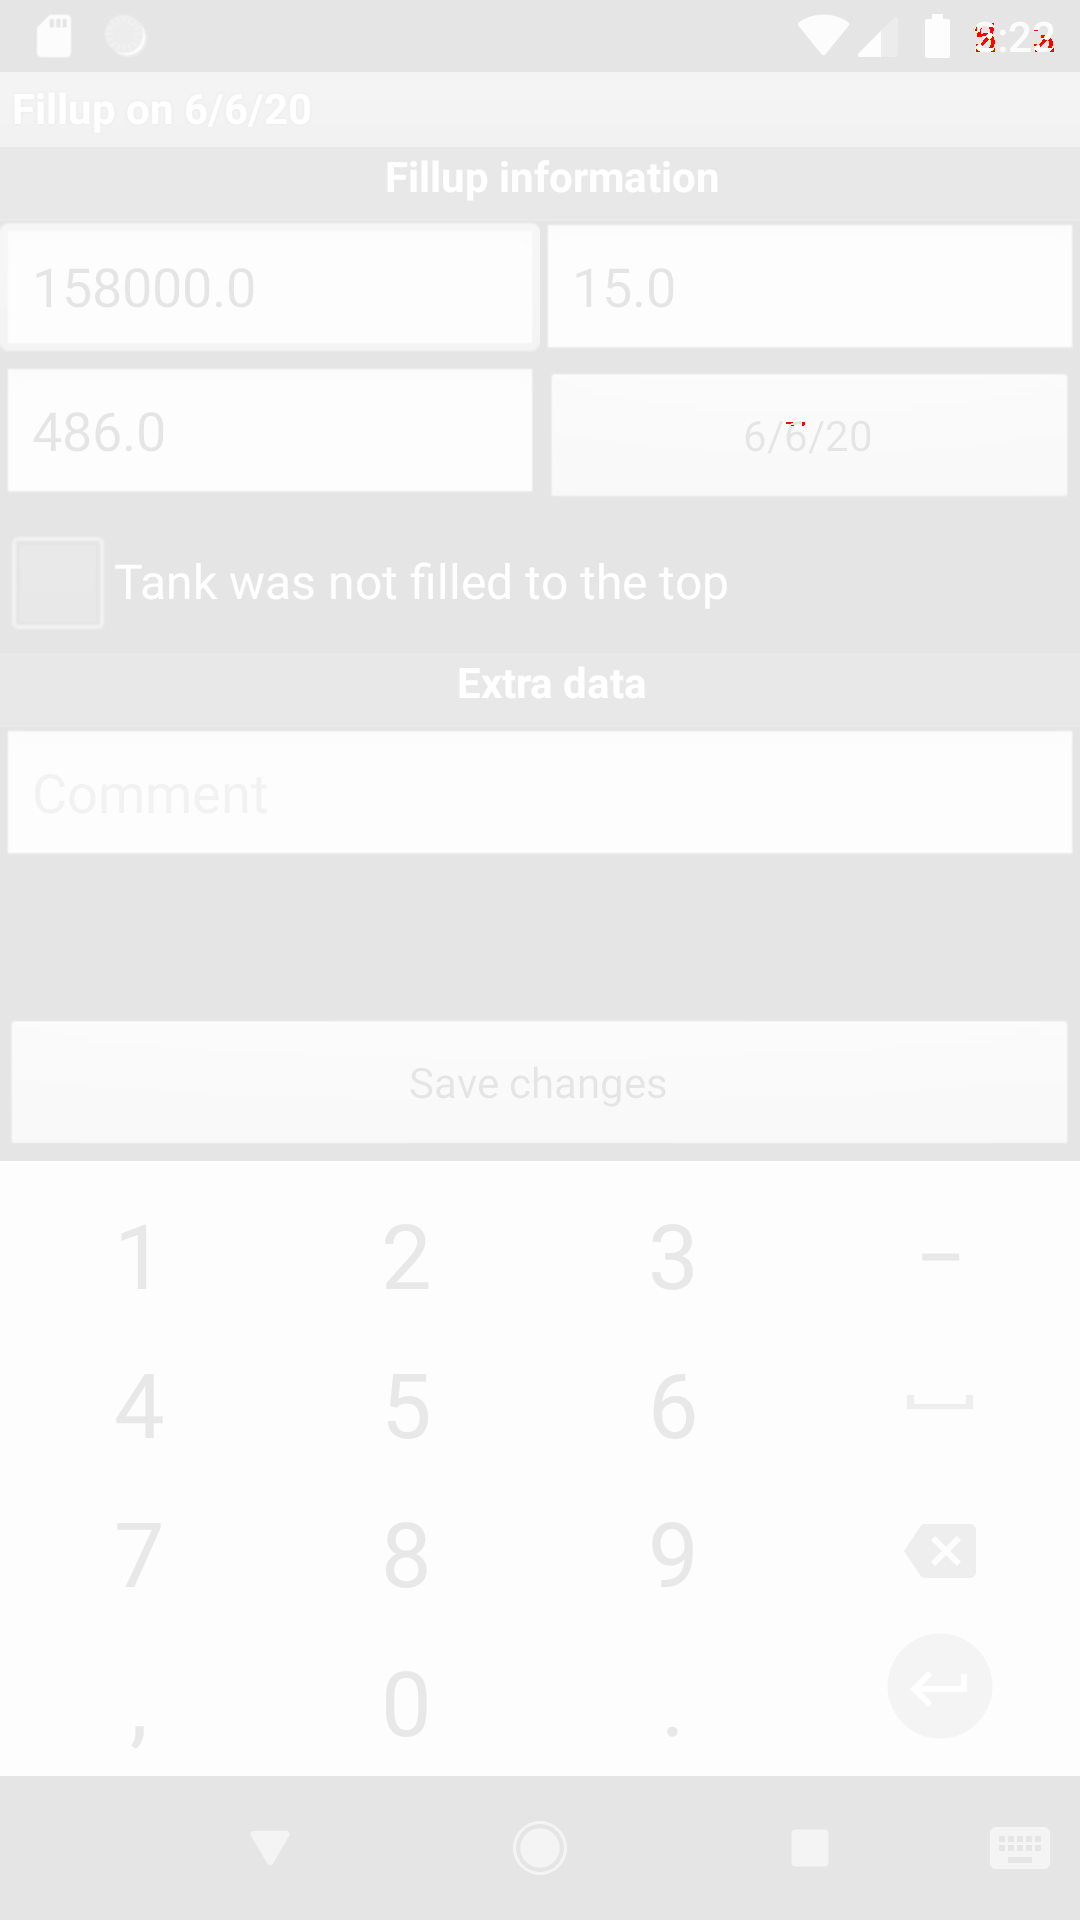 Fillup on 6/6/20
Fillup information
158000.0
15.0
486.0
6/6/20
Tank was not filled to the top
Extra data
Comment
Save changes
1 2 3 –
4 5 6
7 8 9
, 0 .